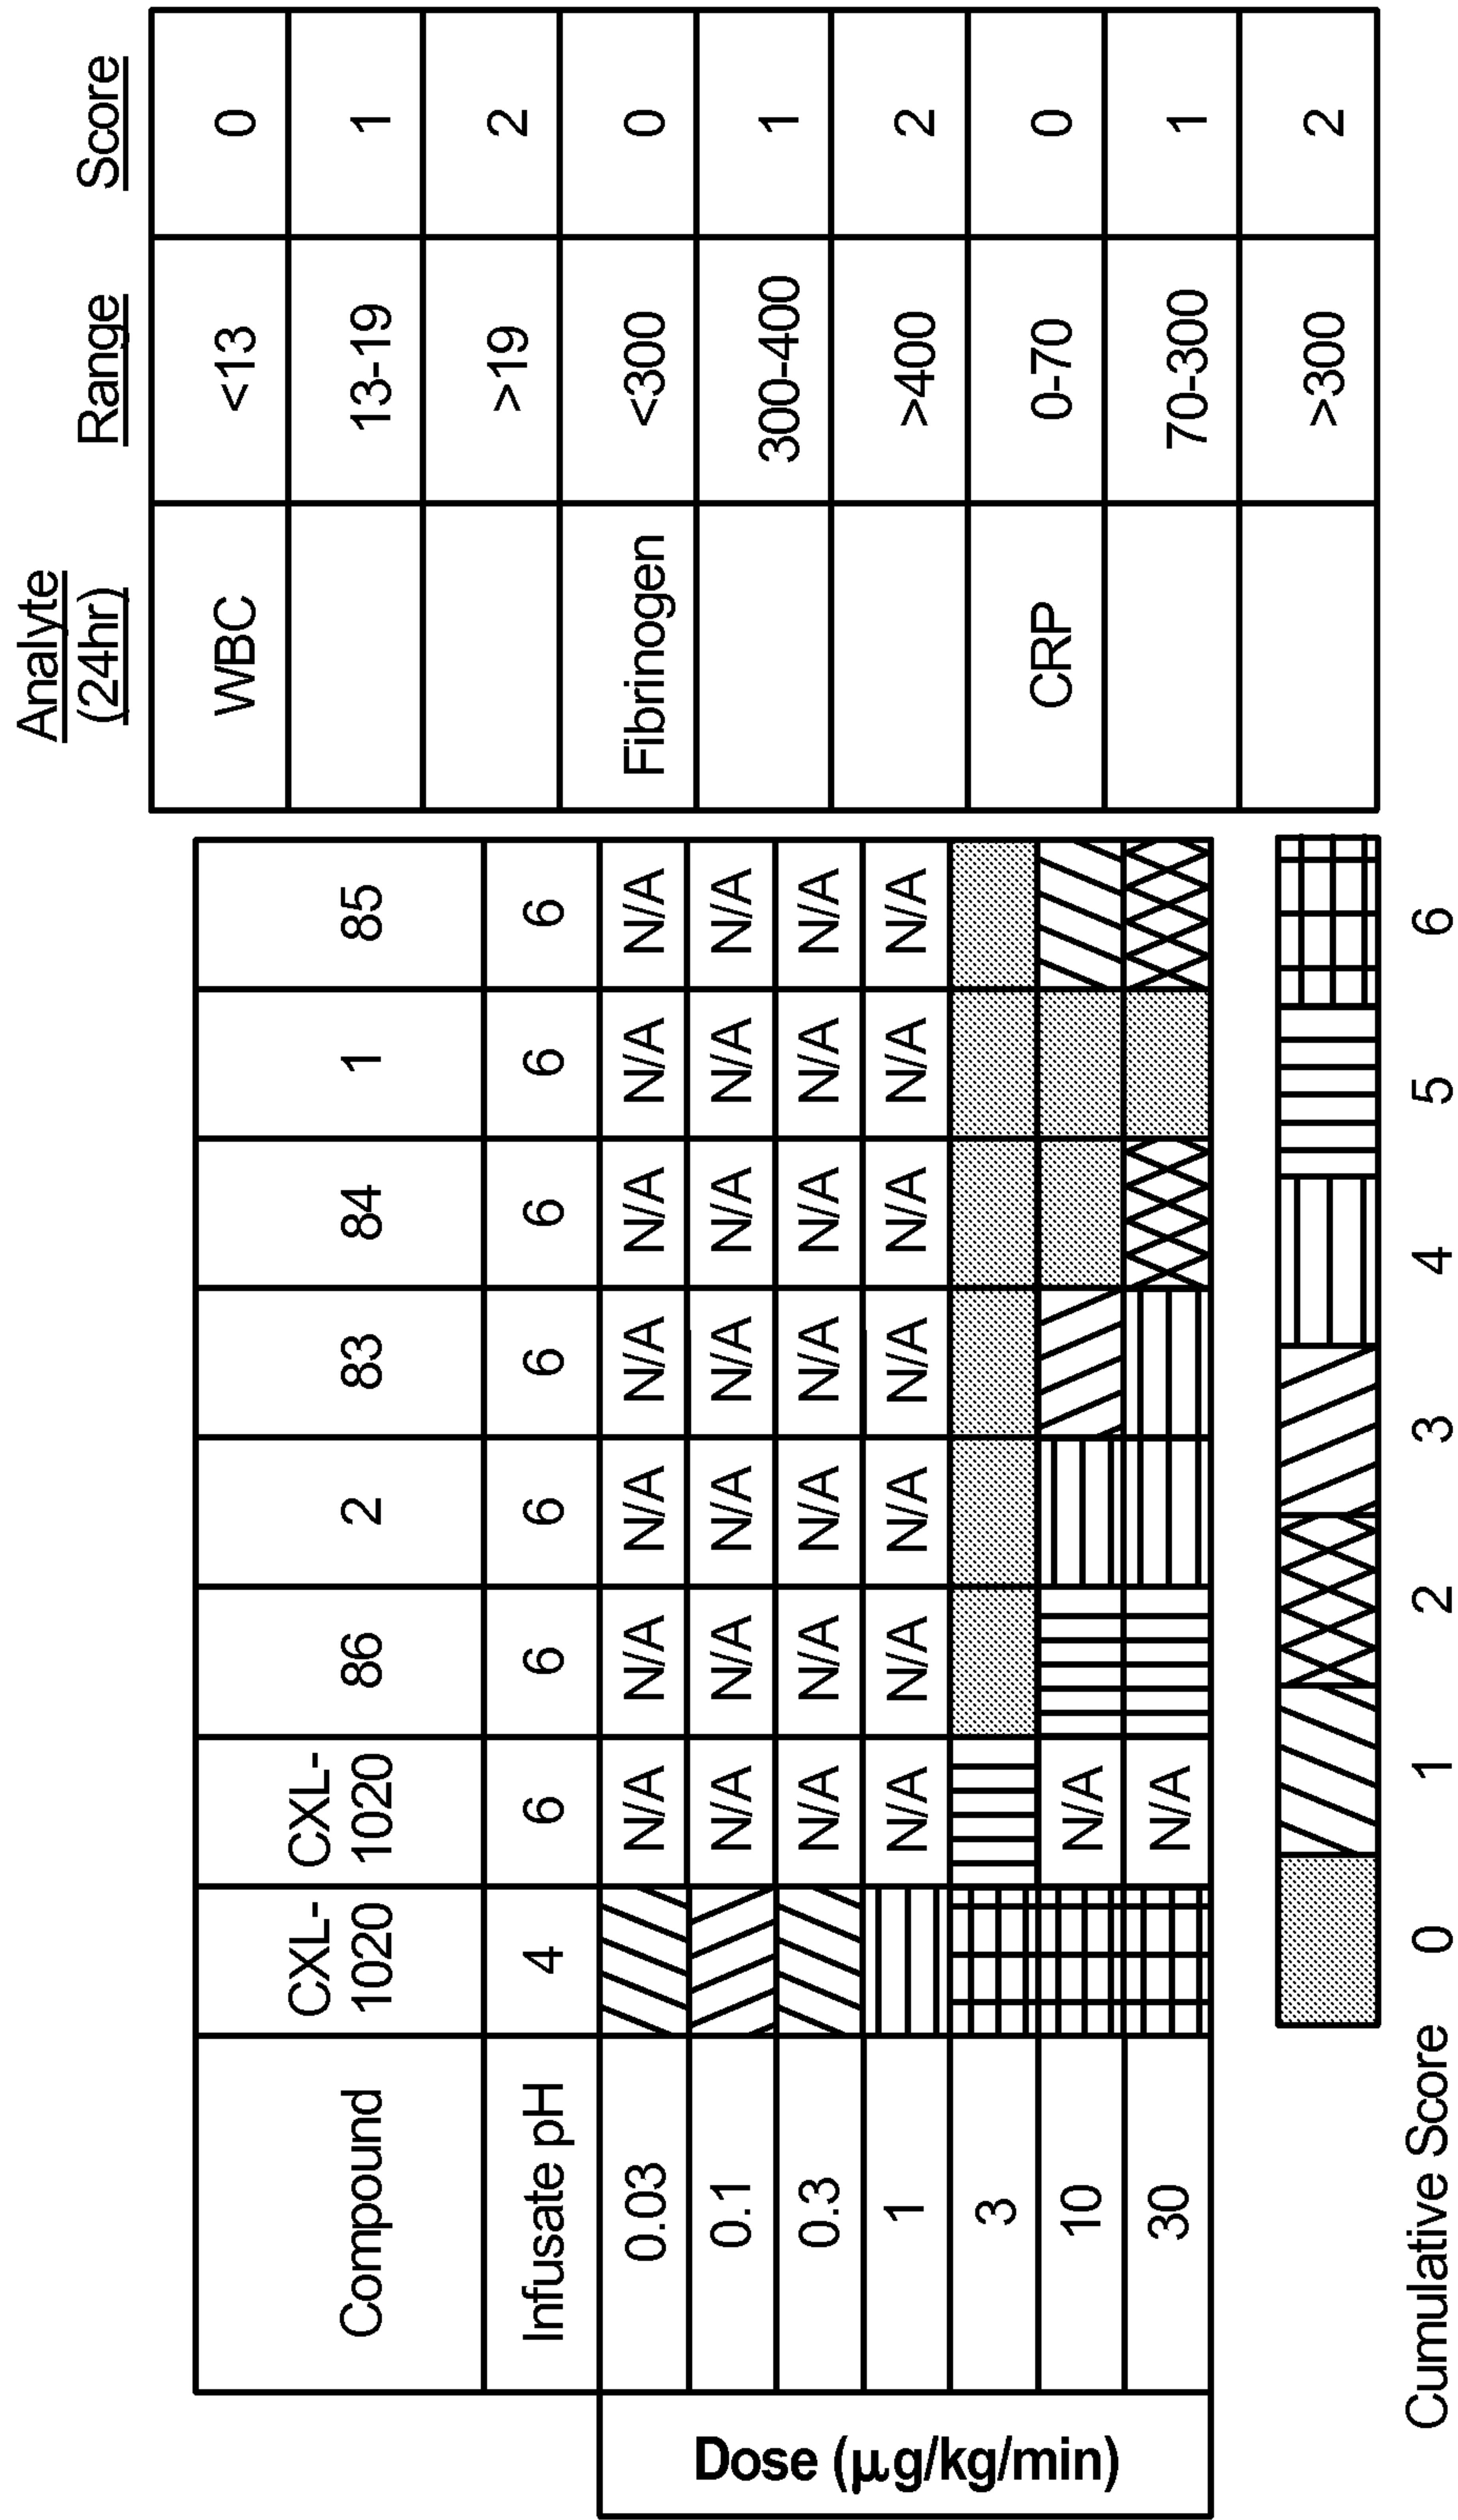 Compound CXL- CXL- 86 2 83 84 1 85
1020 1020
Infusate pH 4 6 6 6 6 6 6 6
Dose (µg/kg/min)
0.03 N/A N/A N/A N/A N/A N/A N/A
0.1 N/A N/A N/A N/A N/A N/A N/A
0.3 N/A N/A N/A N/A N/A N/A N/A
1 N/A N/A N/A N/A N/A N/A N/A
3
10 N/A
30 N/A
Cumulative Score 0 1 2 3 4 5 6
Analyte
(24hr) Range Score
WBC <13 0
13-19 1
>19 2
Fibrimogen <300 0
300-400 1
>400 2
CRP 0-70 0
70-300 1
>300 2